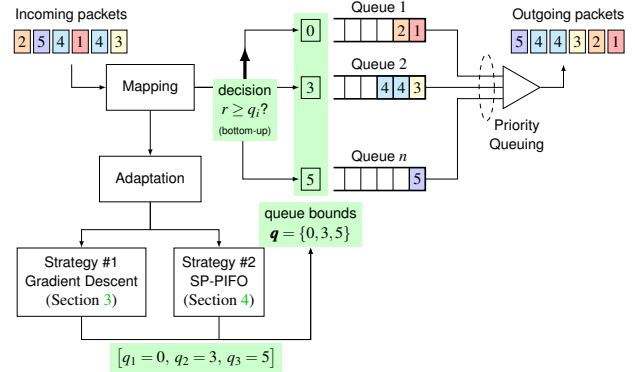 Incoming packets
2 5 4 1 4 3
Mapping
decision
r ≥ q_i?
(bottom-up)
0
3
5
Queue 1
2 1
Queue 2
4 4 3
Queue n
5
Priority
Queuing
Outgoing packets
5 4 4 3 2 1
Adaptation
queue bounds
q = {0,3,5}
Strategy #1
Gradient Descent
(Section 3)
Strategy #2
SP-PIFO
(Section 4)
[q₁ = 0, q₂ = 3, q₃ = 5]